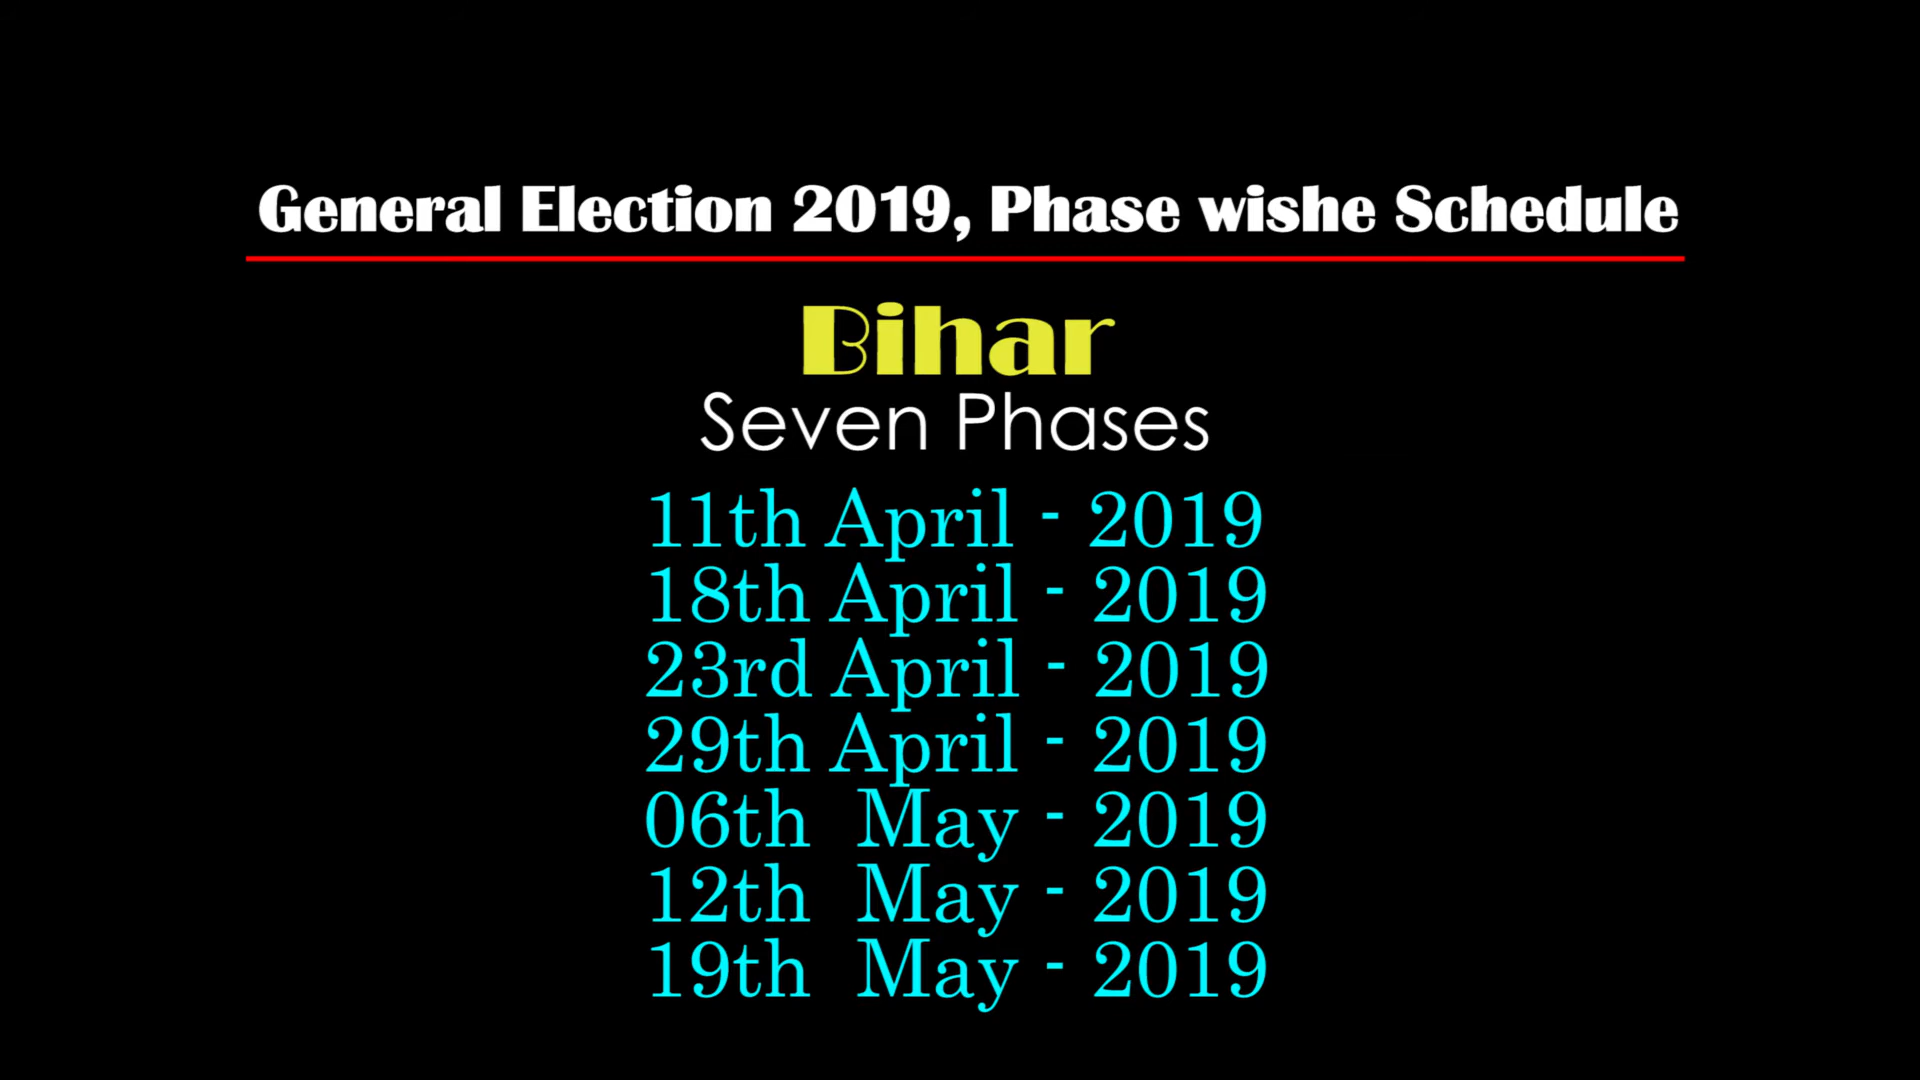 General Election 2019, Phase wishe Schedule
Bihar
Seven Phases
11th April - 2019
18th April - 2019
23rd April - 2019
29th April - 2019
06th May - 2019
12th May - 2019
19th May - 2019